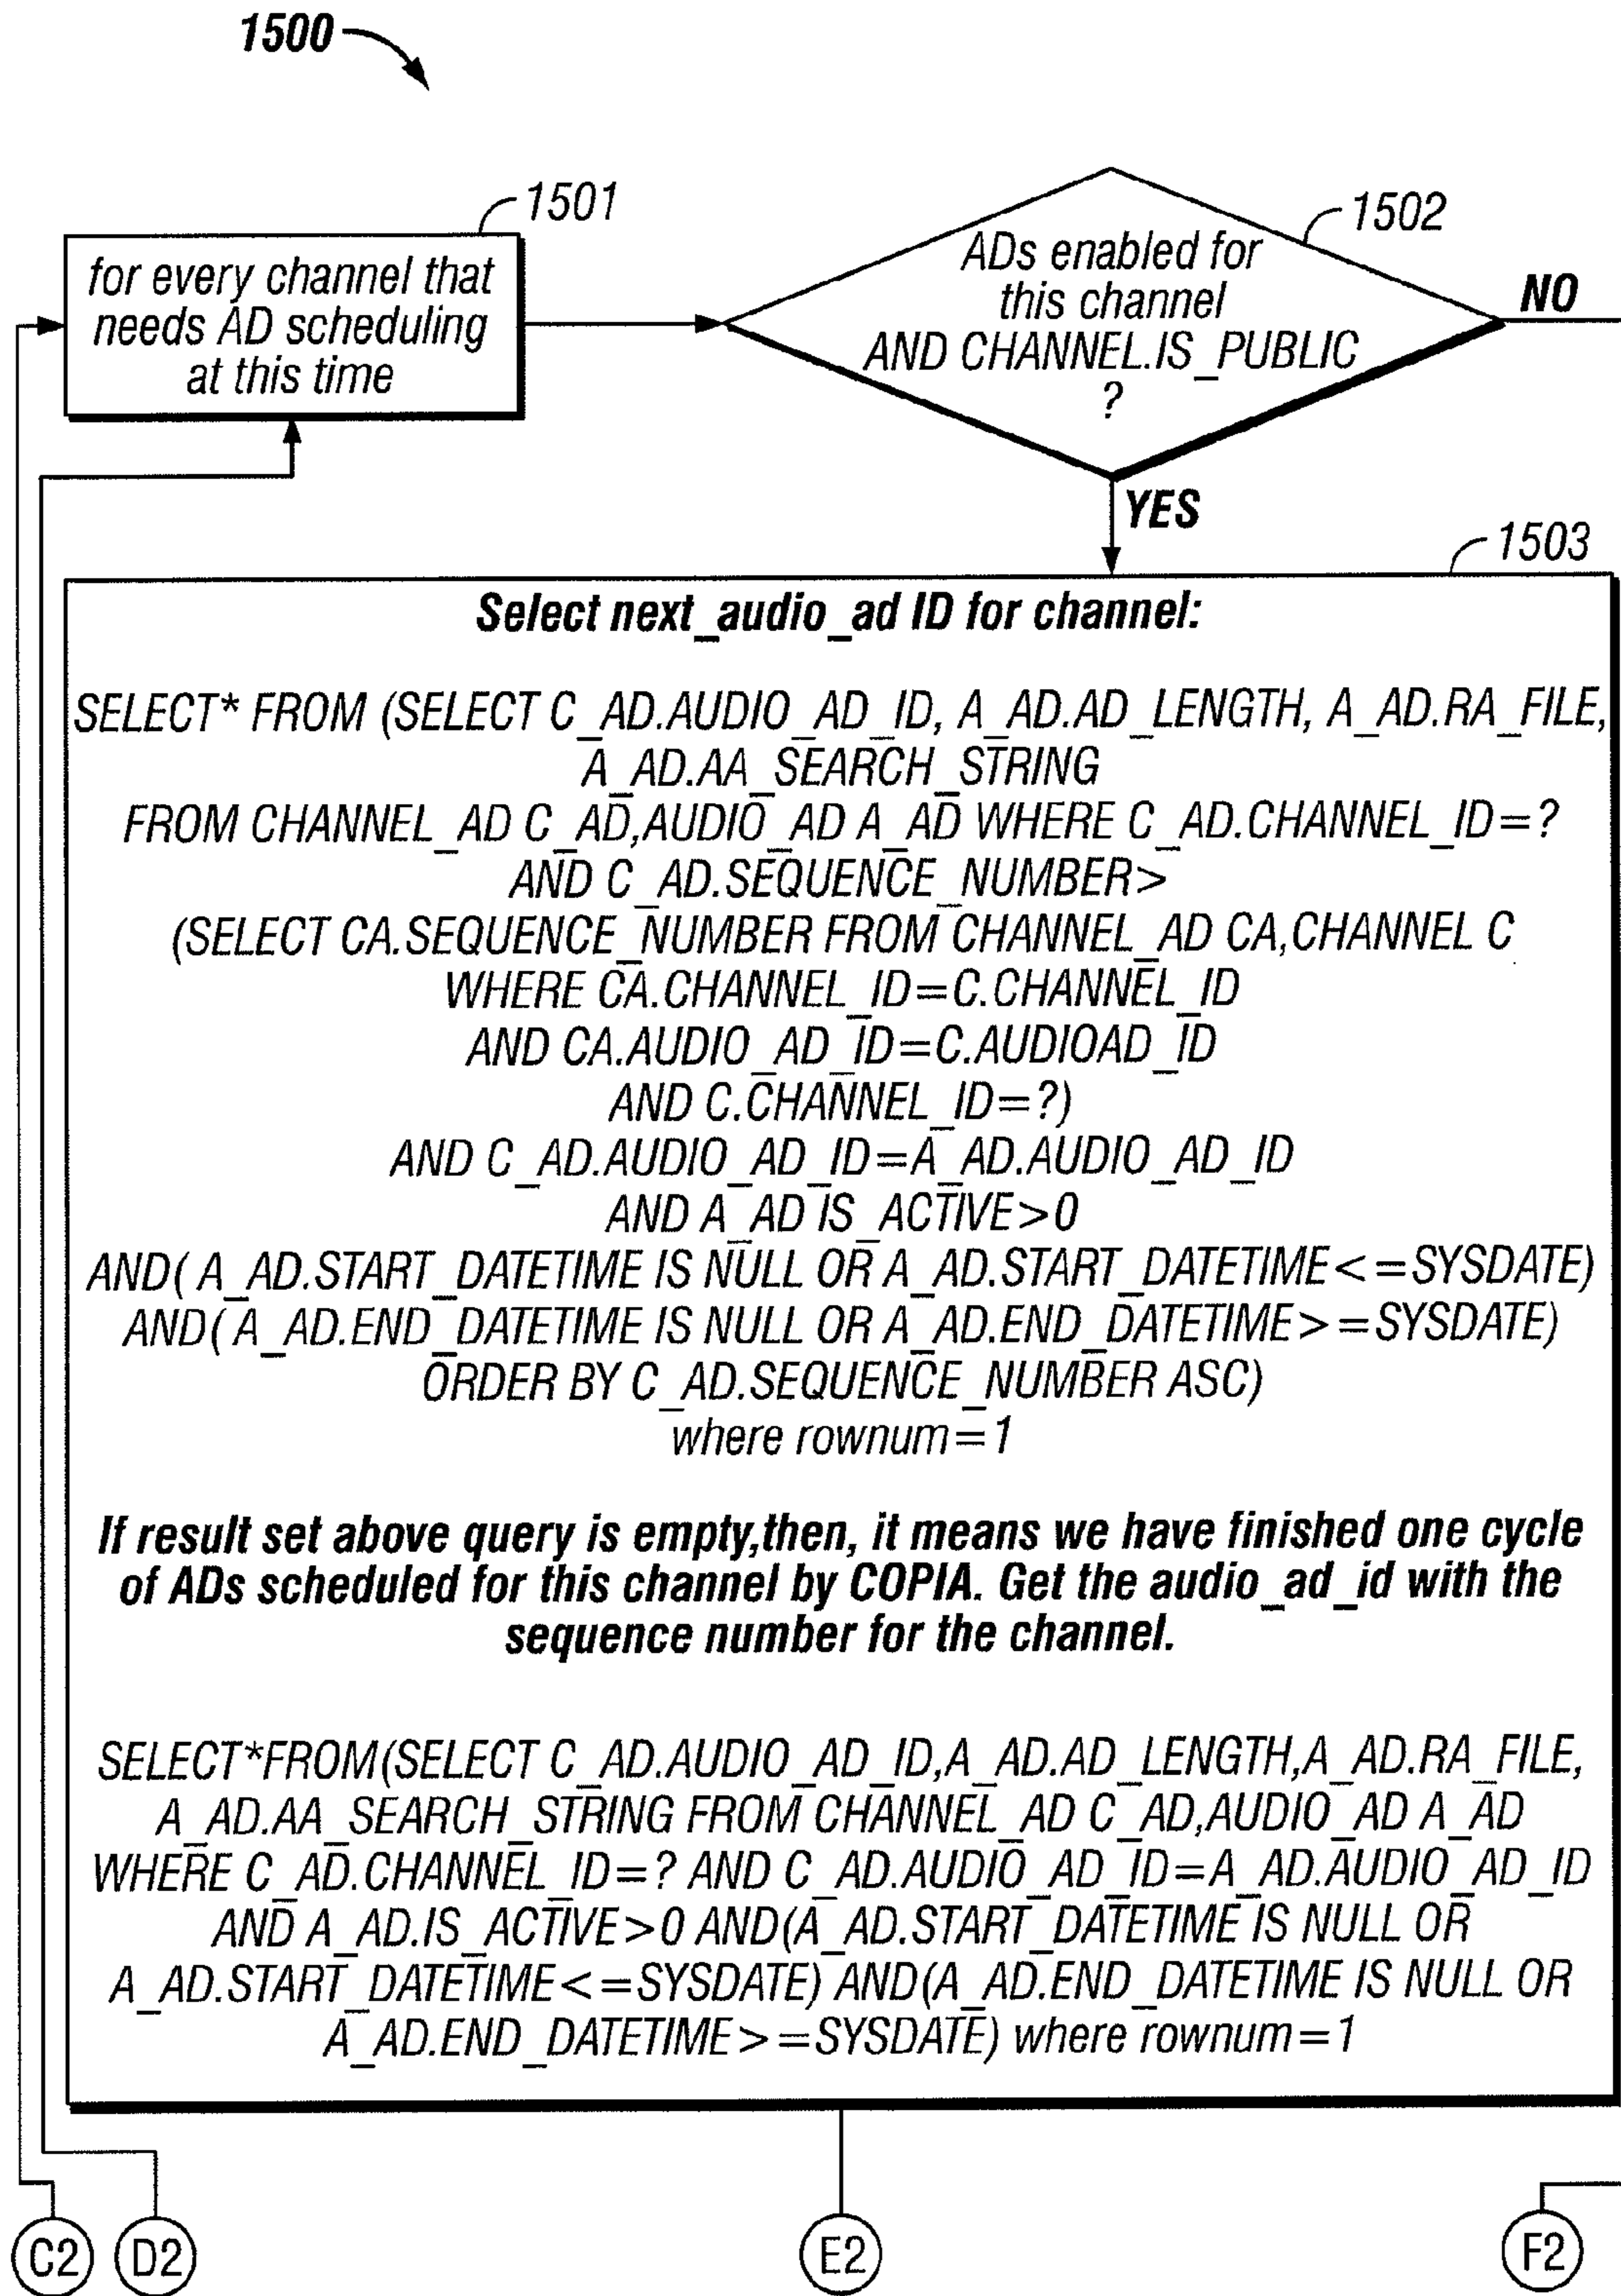 1500
1501
for every channel that
needs AD scheduling
at this time
1502
ADs enabled for
this channel
AND CHANNEL.IS_PUBLIC
?
NO
YES
1503
Select next_audio_ad ID for channel:
SELECT* FROM (SELECT C_AD.AUDIO_AD_ID, A_AD.AD_LENGTH, A_AD.RA_FILE,
A_AD.AA_SEARCH_STRING
FROM CHANNEL_AD C_AD,AUDIO_AD A_AD WHERE C_AD.CHANNEL_ID=?
AND C_AD.SEQUENCE_NUMBER>
(SELECT CA.SEQUENCE_NUMBER FROM CHANNEL_AD CA,CHANNEL C
WHERE CA.CHANNEL_ID=C.CHANNEL_ID
AND CA.AUDIO_AD_ID=C.AUDIOAD_ID
AND C.CHANNEL_ID=?)
AND C_AD.AUDIO_AD_ID=A_AD.AUDIO_AD_ID
AND A_AD IS_ACTIVE>0
AND( A_AD.START_DATETIME IS NULL OR A_AD.START_DATETIME<=SYSDATE)
AND( A_AD.END_DATETIME IS NULL OR A_AD.END_DATETIME>=SYSDATE)
ORDER BY C_AD.SEQUENCE_NUMBER ASC)
where rownum=1
If result set above query is empty,then, it means we have finished one cycle
of ADs scheduled for this channel by COPIA. Get the audio_ad_id with the
sequence number for the channel.
SELECT*FROM(SELECT C_AD.AUDIO_AD_ID,A_AD.AD_LENGTH,A_AD.RA_FILE,
A_AD.AA_SEARCH_STRING FROM CHANNEL_AD C_AD,AUDIO_AD A_AD
WHERE C_AD.CHANNEL_ID=? AND C_AD.AUDIO_AD_ID=A_AD.AUDIO_AD_ID
AND A_AD.IS_ACTIVE>0 AND(A_AD.START_DATETIME IS NULL OR
A_AD.START_DATETIME<=SYSDATE) AND(A_AD.END_DATETIME IS NULL OR
A_AD.END_DATETIME>=SYSDATE) where rownum=1
C2 D2 E2 F2